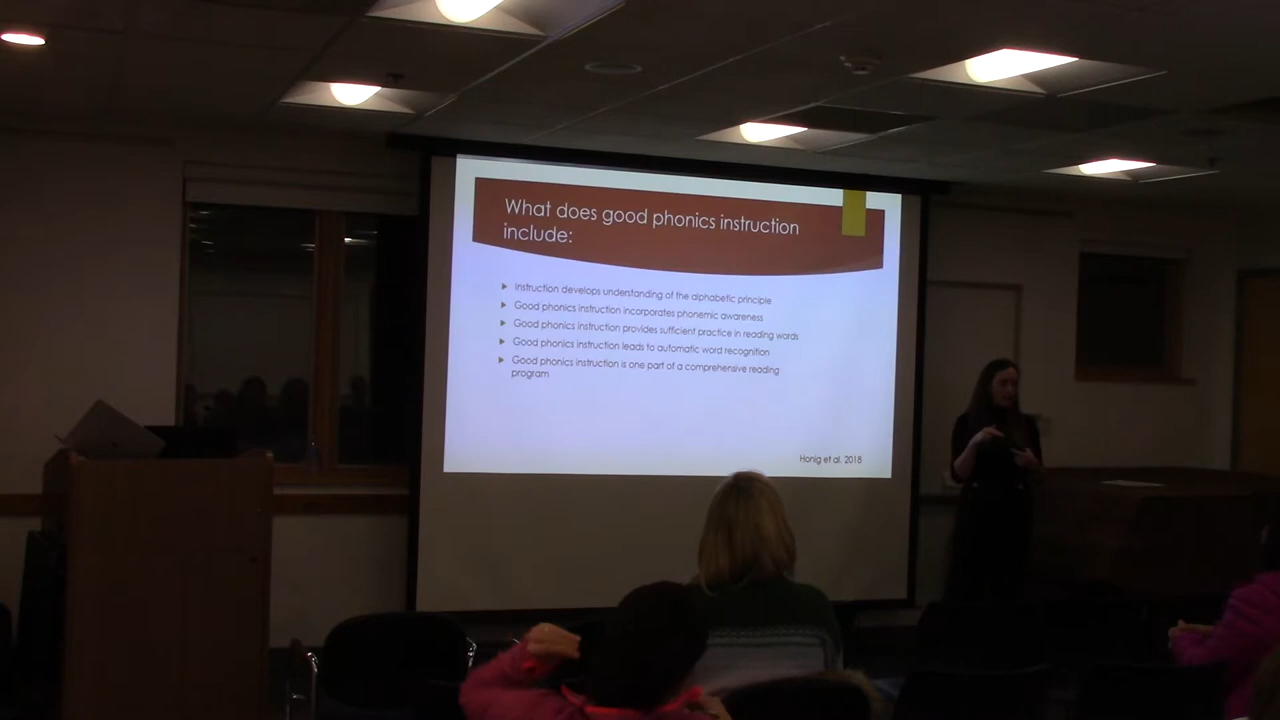 What does good phonics instruction
include:
Instruction develops understanding of the alphabetic principle
Good phonics instruction incorporates phonemic awareness
Good phonics instruction provides sufficient practice in reading words
Good phonics instruction leads to automatic word recognition
Good phonics instruction is one part of a comprehensive reading
program
Honig et al. 2018